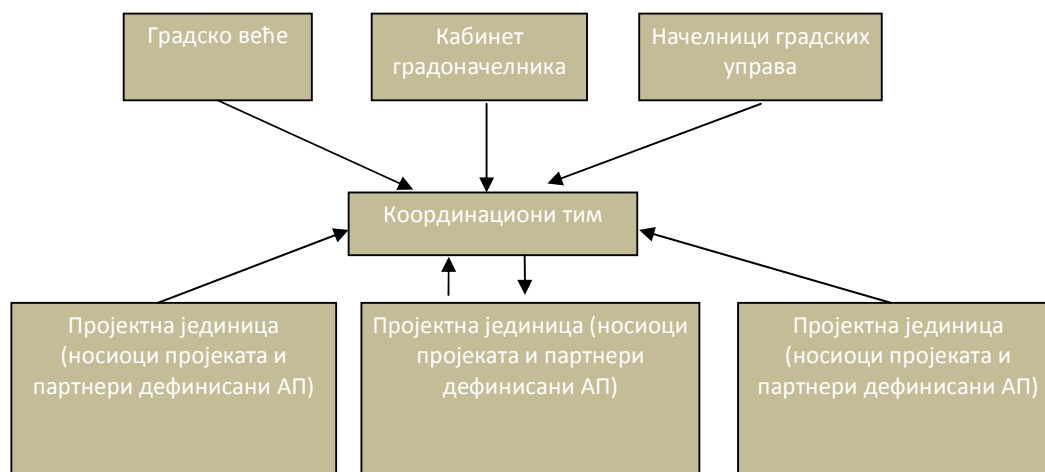 Градско веће
Кабинет
градоначелника
Начелници градских
управа
Координациони тим
Пројектна јединица
(носиоци пројеката и
партнери дефинисани АП)
Пројектна јединица (носиоци
пројеката и партнери
дефинисани АП)
Пројектна јединица
(носиоци пројеката и
партнери дефинисани АП)